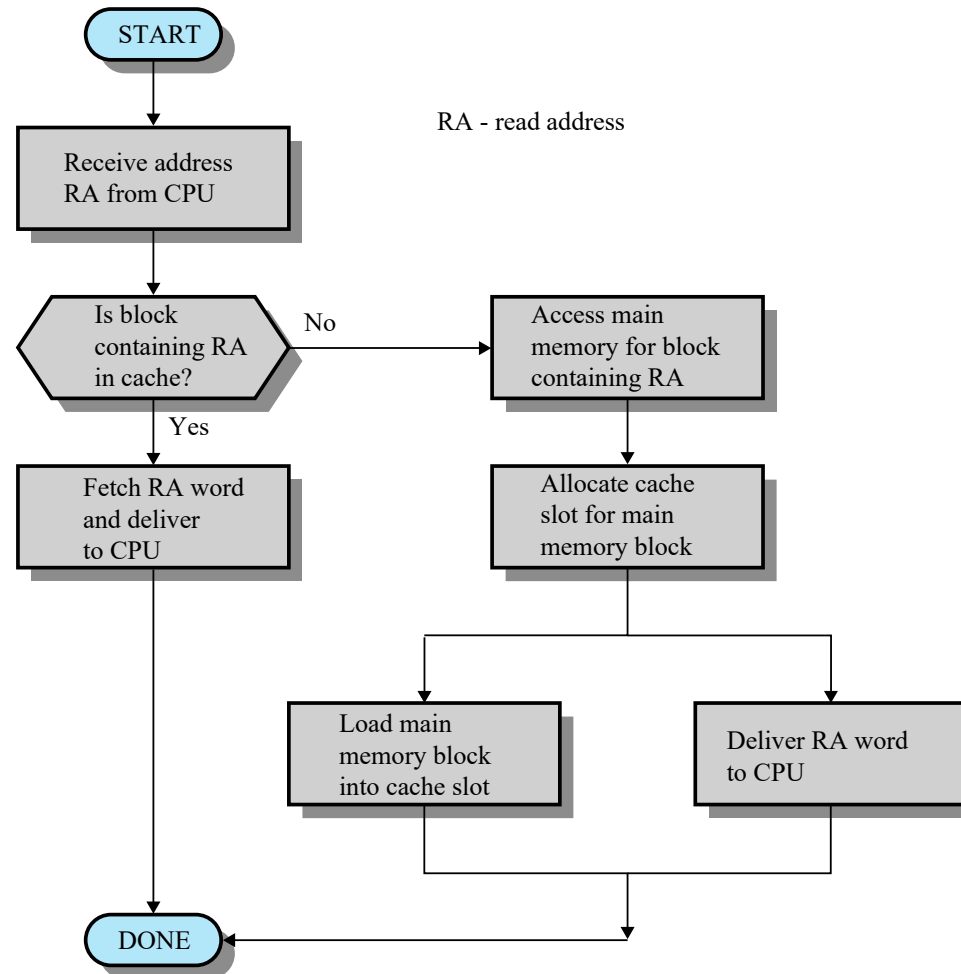 START
RA - read address
Receive address
RA from CPU
Is block
containing RA
in cache?
No
Access main
memory for block
containing RA
Yes
Fetch RA word
and deliver
to CPU
Allocate cache
slot for main
memory block
Load main
memory block
into cache slot
Deliver RA word
to CPU
DONE